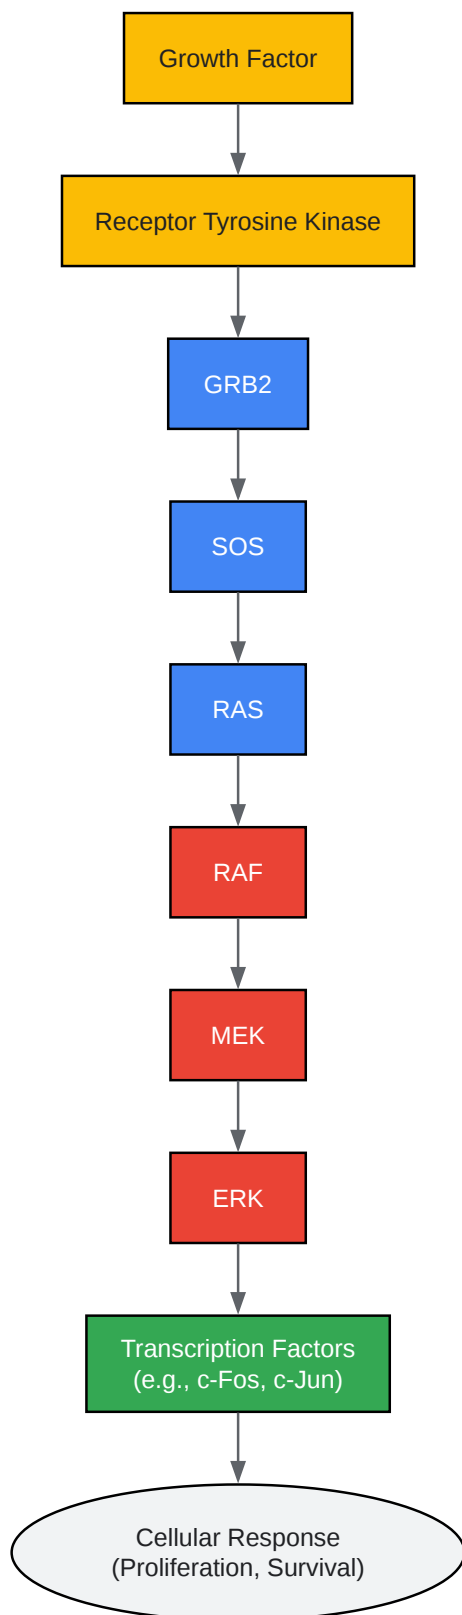 Growth Factor
Receptor Tyrosine Kinase
GRB2
SOS
RAS
RAF
MEK
ERK
Transcription Factors
(e.g., c-Fos, c-Jun)
Cellular Response
(Proliferation, Survival)